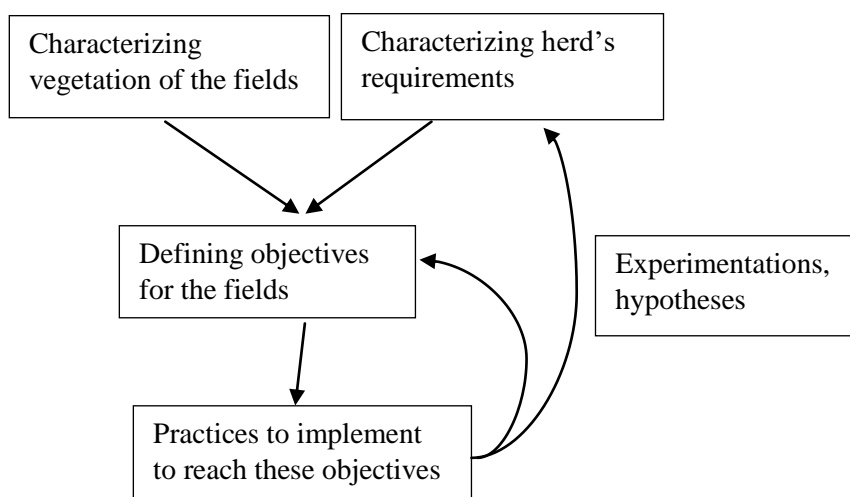 Characterizing
vegetation of the fields
Characterizing herd's
requirements
Defining objectives
for the fields
Experimentations,
hypotheses
Practices to implement
to reach these objectives